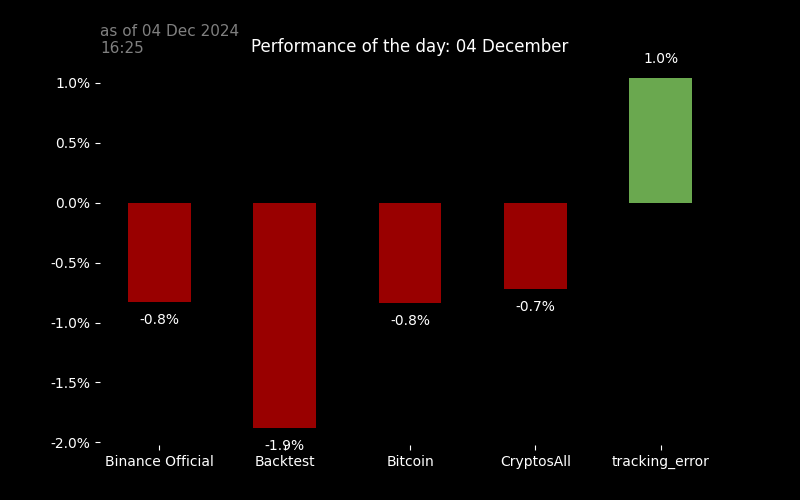 as of 04 Dec 2024
16:25
Performance of the day: 04 December
1.0%
1.0%
0.5%
0.0%
-0.5%
-0.8%
-0.8%
-0.7%
-1.0%
-1.5%
-1.9%
-2.0%
Binance Official
Backtest
Bitcoin
CryptosAll
tracking_error